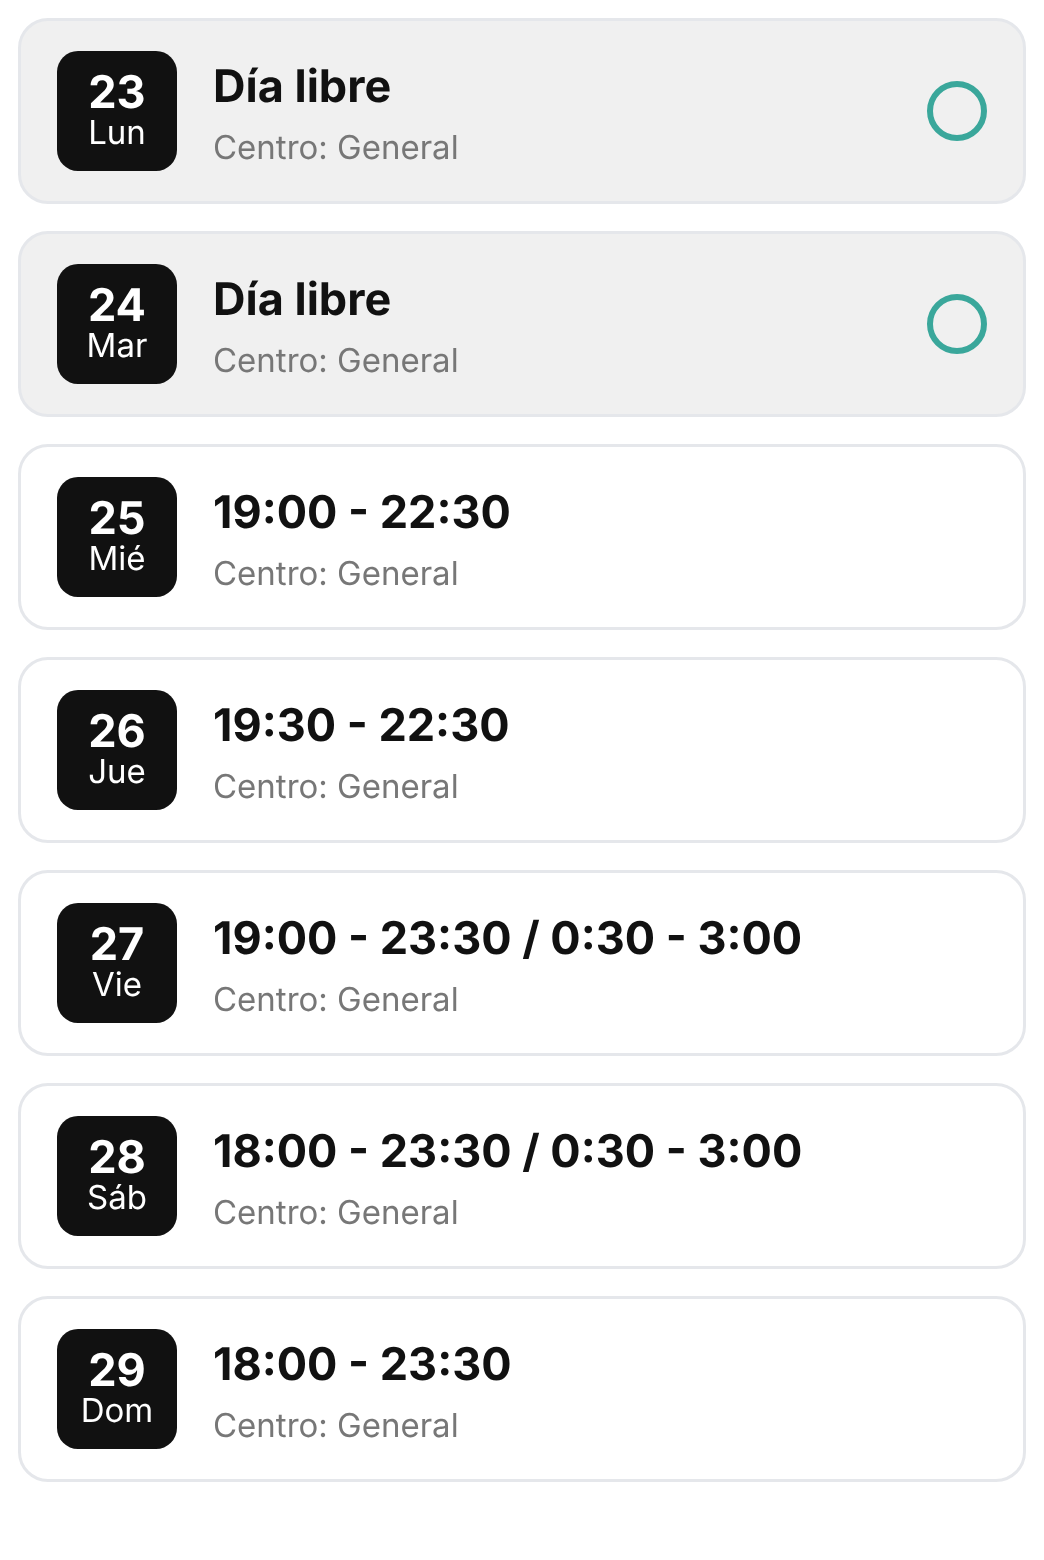 23
Lun
Día libre
Centro: General
24
Mar
Día libre
Centro: General
25
Mié
19:00 - 22:30
Centro: General
26
Jue
19:30 - 22:30
Centro: General
27
Vie
19:00 - 23:30 / 0:30 - 3:00
Centro: General
28
Sáb
18:00 - 23:30 / 0:30 - 3:00
Centro: General
29
Dom
18:00 - 23:30
Centro: General